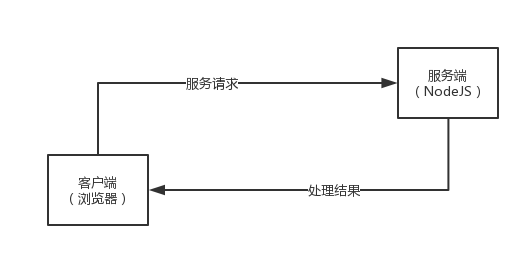 服务端
（NodeJS）
服务请求
客户端
（浏览器）
处理结果